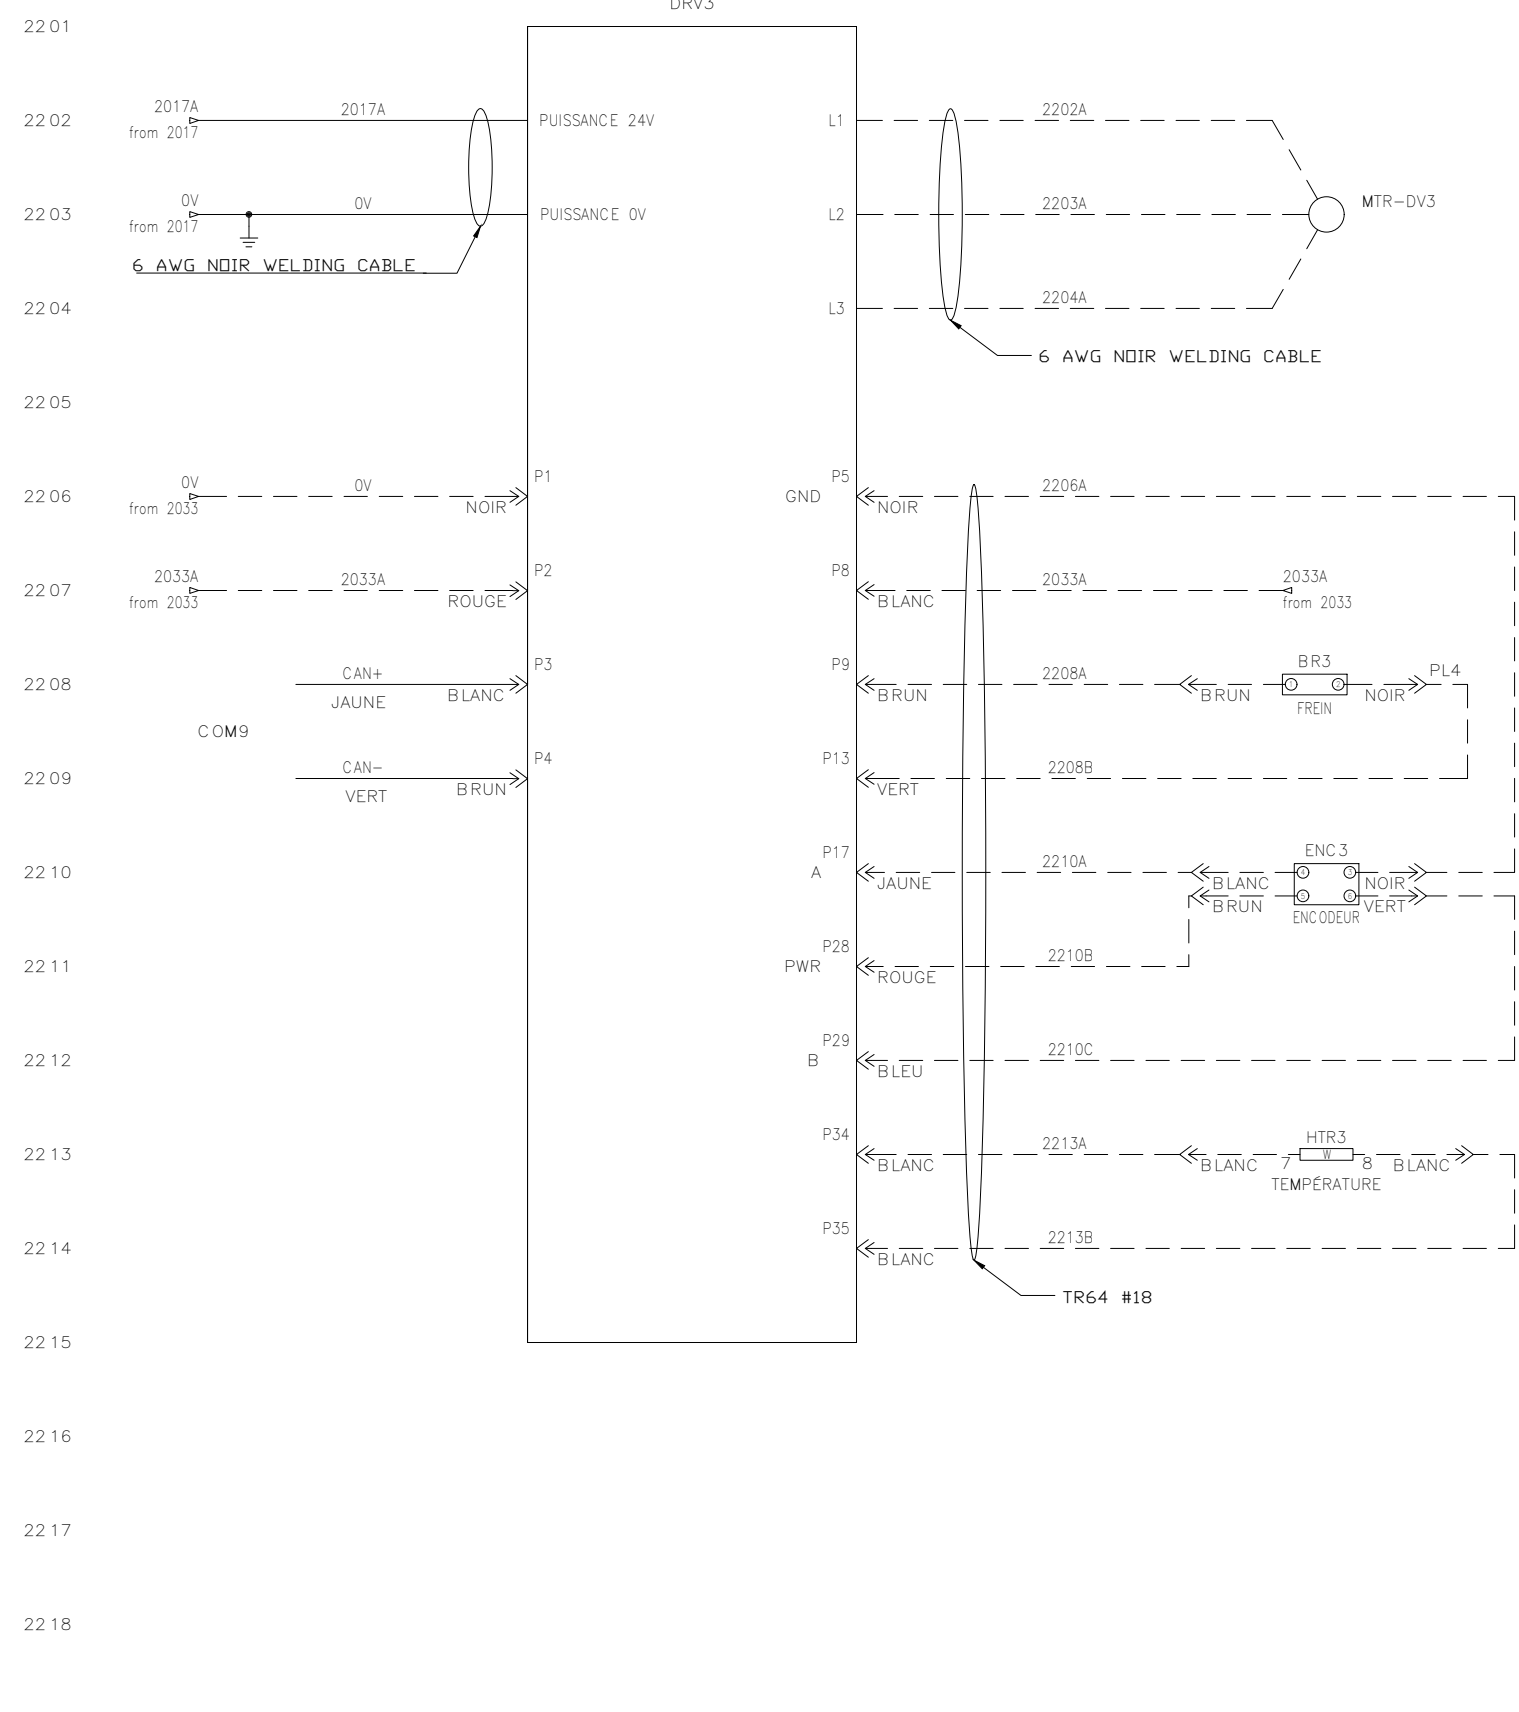 DRV3
2201
2017A
2017A
from 2017
2202
PUISSANCE 24V
L1
2202A
0V
0V
from 2017
2203
PUISSANCE 0V
L2
2203A
MTR-DV3
6 AWG NOIR WELDING CABLE
2204
L3
2204A
6 AWG NOIR WELDING CABLE
2205
0V
0V
from 2033
2206
P1
NOIR
P5
GND
NOIR
2206A
2033A
2033A
from 2033
2207
P2
ROUGE
P8
BLANC
2033A
2033A
from 2033
2208
CAN+
JAUNE
BLANC
P3
P9
BRUN
2208A
BRUN
BR3
1
2
FREIN
NOIR
PL4
COM9
2209
CAN-
VERT
BRUN
P4
P13
VERT
2208B
2210
P17
A
JAUNE
2210A
BLANC
BRUN
ENC3
4
3
5
6
ENCODEUR
NOIR
VERT
2211
P28
PWR
ROUGE
2210B
2212
P29
B
BLEU
2210C
2213
P34
BLANC
2213A
BLANC
7
HTR3
W
8
BLANC
TEMPÉRATURE
2214
P35
BLANC
2213B
TR64 #18
2215
2216
2217
2218